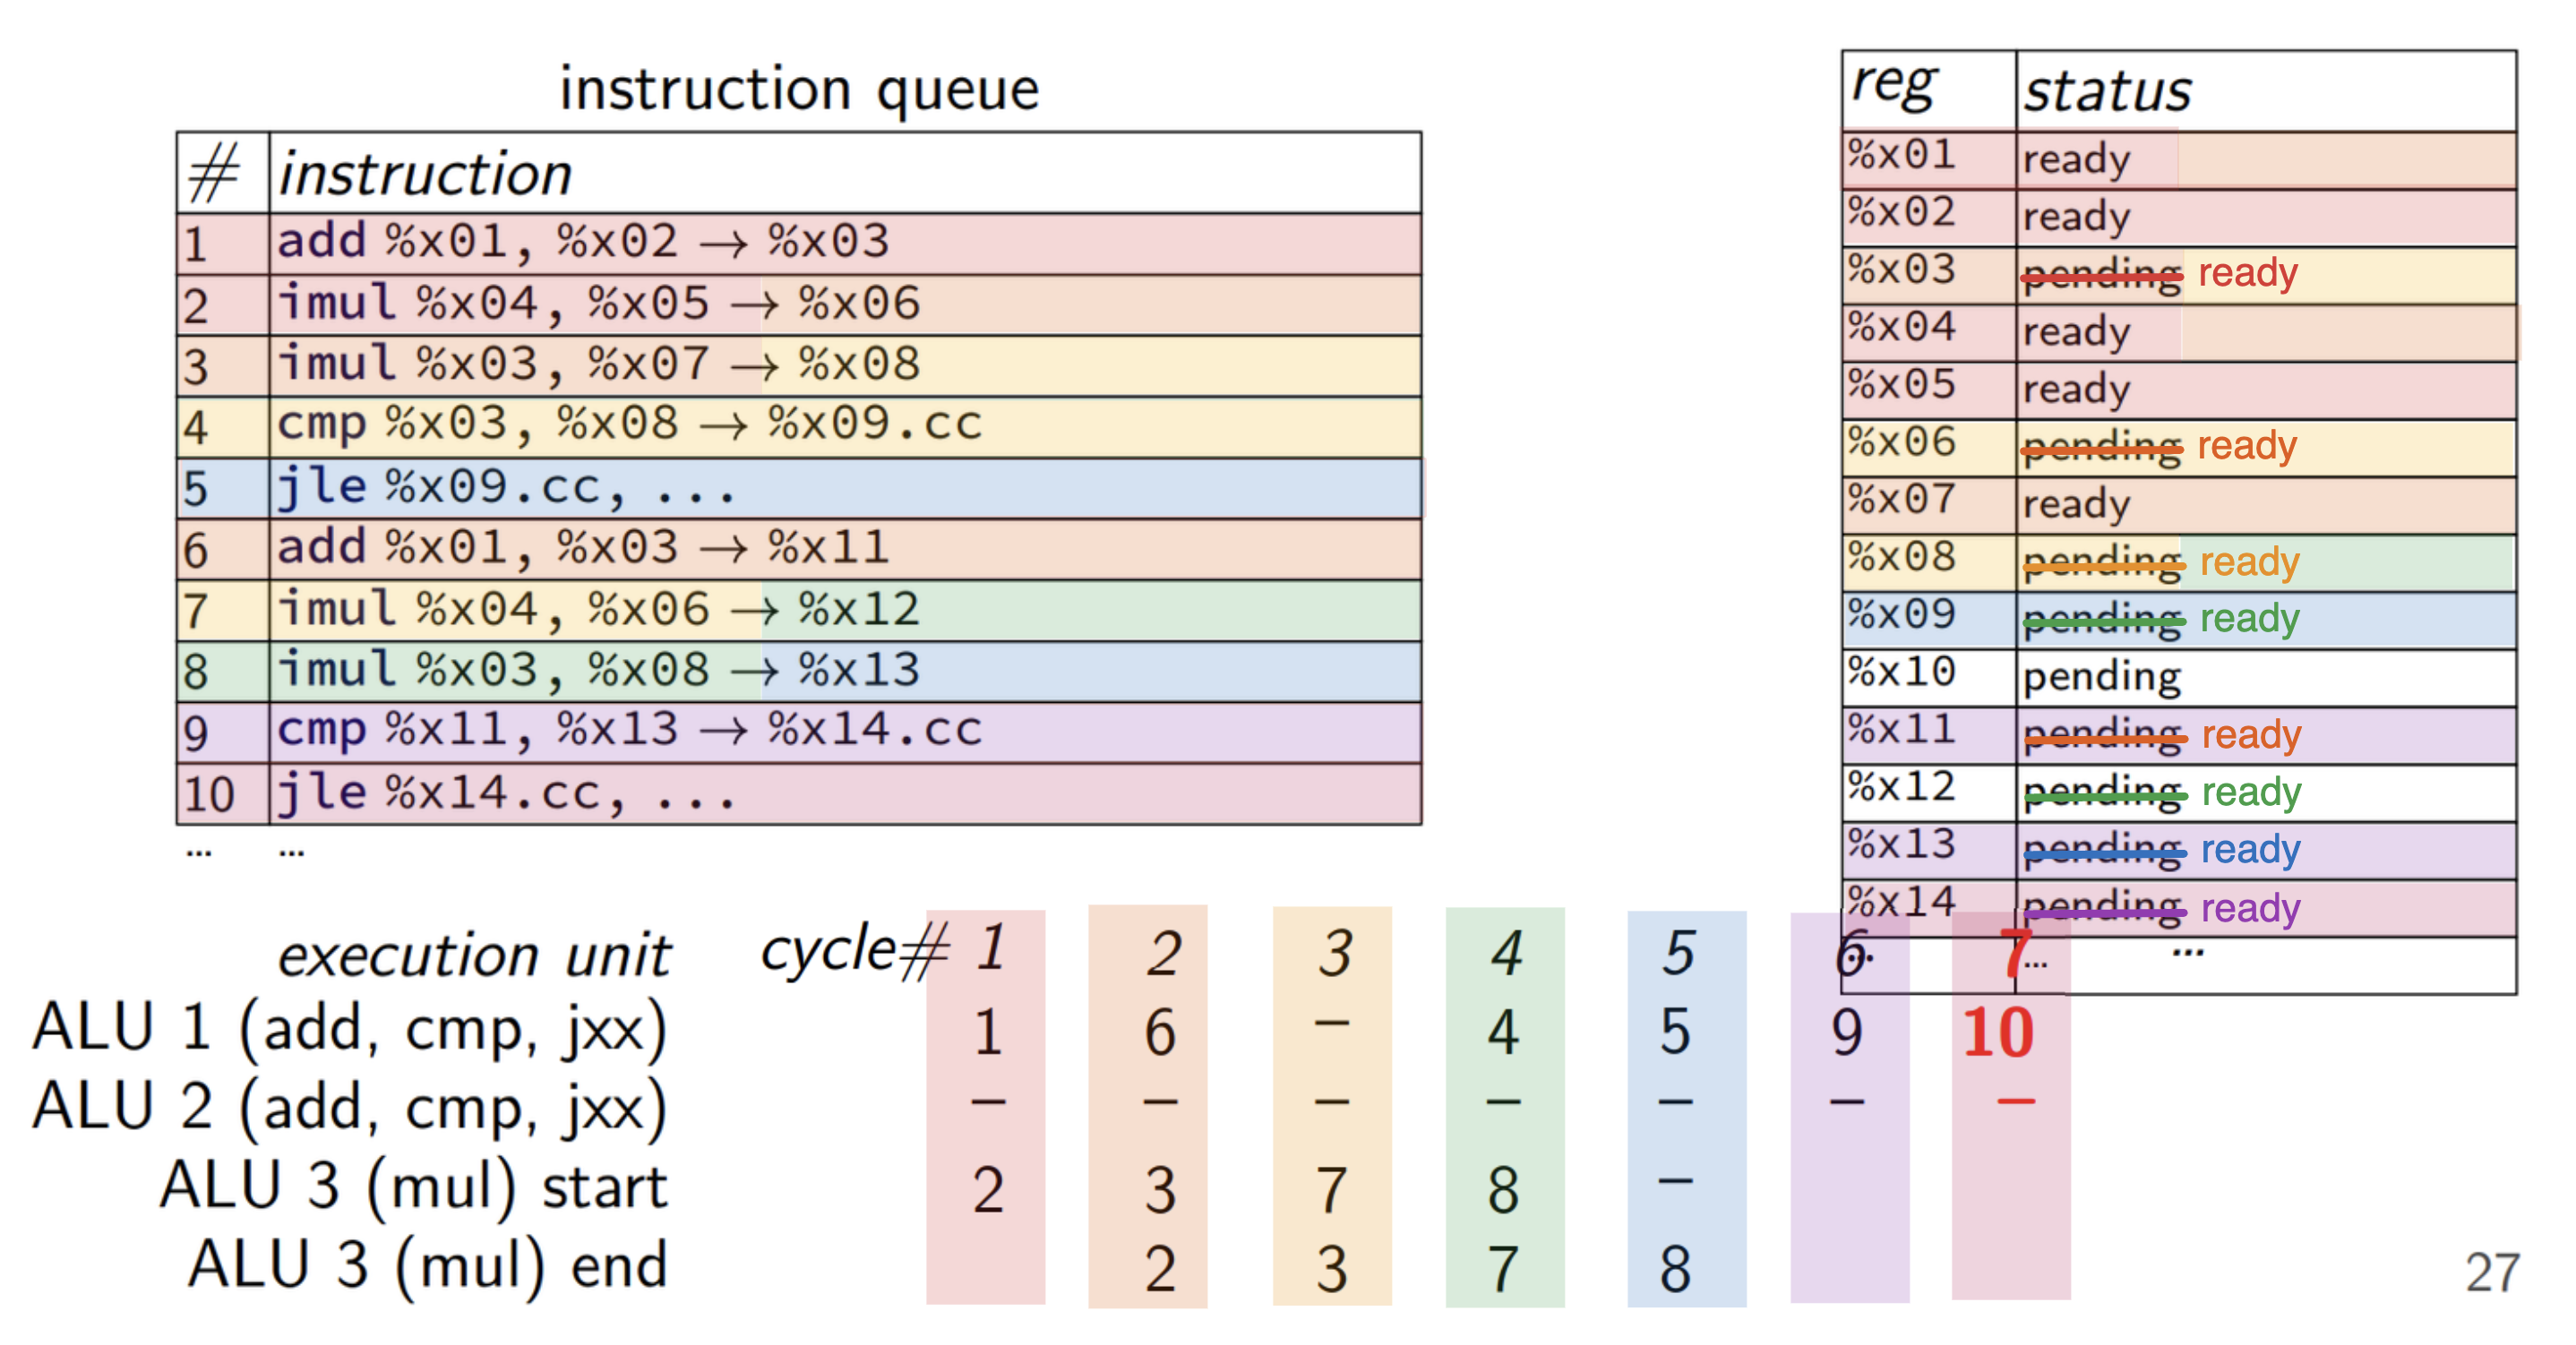 instruction queue
# instruction
1 add %x01, %x02 → %x03
2 imul %x04, %x05 → %x06
3 imul %x03, %x07 → %x08
4 cmp %x03, %x08 → %x09.cc
5 jle %x09.cc, ...
6 add %x01, %x03 → %x11
7 imul %x04, %x06 → %x12
8 imul %x03, %x08 → %x13
9 cmp %x11, %x13 → %x14.cc
10 jle %x14.cc, ...
... ...
reg status
%x01 ready
%x02 ready
%x03 pending ready
%x04 ready
%x05 ready
%x06 pending ready
%x07 ready
%x08 pending ready
%x09 pending ready
%x10 pending
%x11 pending ready
%x12 pending ready
%x13 pending ready
%x14 pending ready
... ... ...
execution unit cycle# 1 2 3 4 5 6 7
ALU 1 (add, cmp, jxx) 1 6 – 4 5 9 10
ALU 2 (add, cmp, jxx) – – – – – – –
ALU 3 (mul) start 2 3 7 8 –
ALU 3 (mul) end 2 3 7 8
27